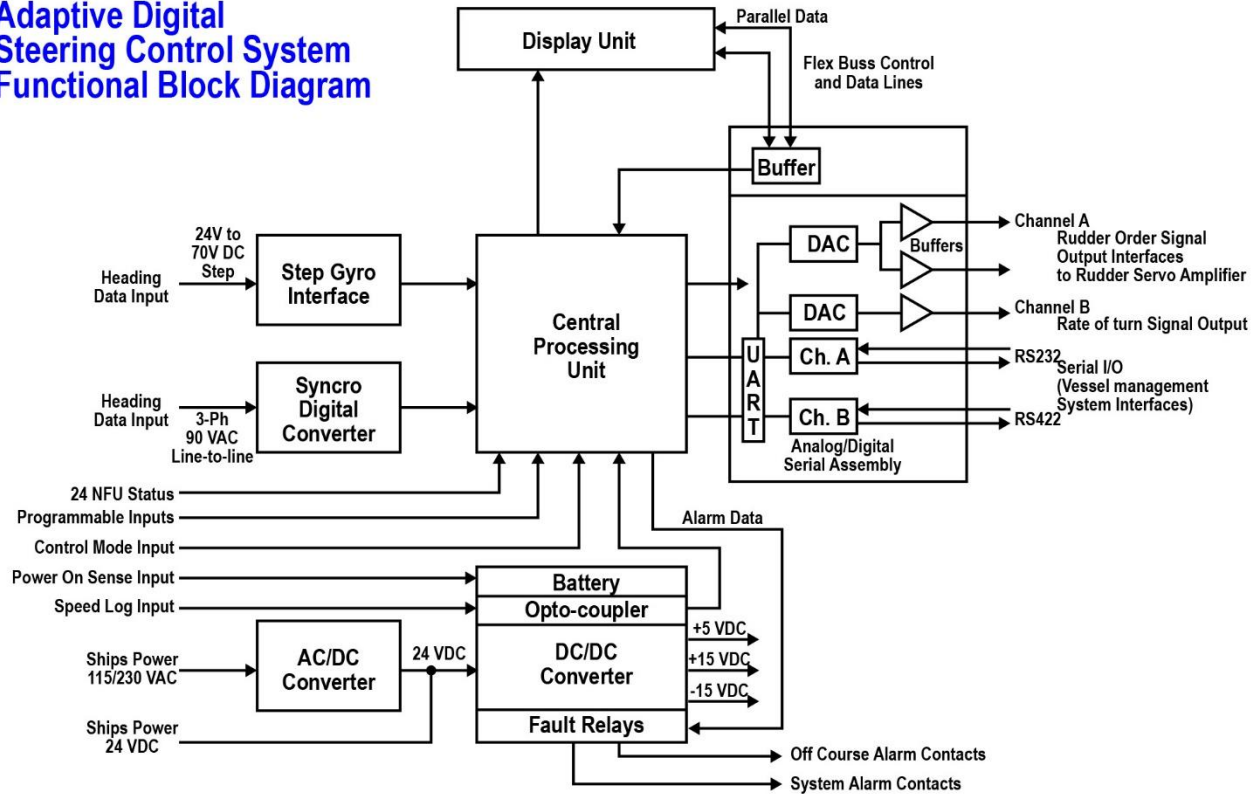 Adaptive Digital
Steering Control System
Functional Block Diagram
Display Unit
Parallel Data
Flex Buss Control
and Data Lines
Buffer
24V to
70V DC
Step
Heading
Data Input
Step Gyro
Interface
Central
Processing
Unit
DAC
Buffers
Channel A
Rudder Order Signal
Output Interfaces
to Rudder Servo Amplifier
DAC
Channel B
Rate of turn Signal Output
UART
Ch. A
RS232
Serial I/O
(Vessel management
System Interfaces)
Ch. B
RS422
Analog/Digital
Serial Assembly
Heading
Data Input
3-Ph
90 VAC
Line-to-line
Syncro
Digital
Converter
24 NFU Status
Programmable Inputs
Control Mode Input
Power On Sense Input
Speed Log Input
Alarm Data
Battery
Opto-coupler
DC/DC
Converter
Fault Relays
+5 VDC
+15 VDC
-15 VDC
Ships Power
115/230 VAC
AC/DC
Converter
24 VDC
Ships Power
24 VDC
Off Course Alarm Contacts
System Alarm Contacts